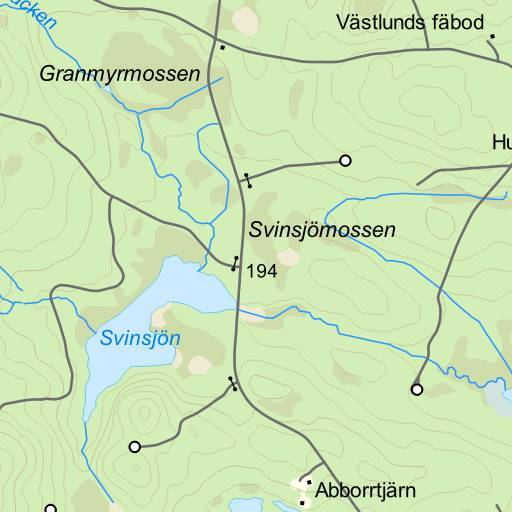 Västlunds fäbod
Granmyrmossen
Svinsjömossen
194
Svinsjön
Abborrtjärn